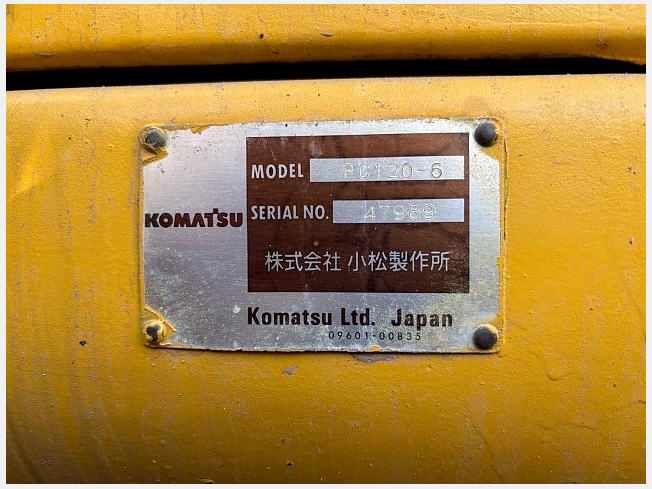 MODEL PC120-6
KOMATSU
SERIAL NO. 47989
株式会社 小松製作所
Komatsu Ltd. Japan
09601-00835